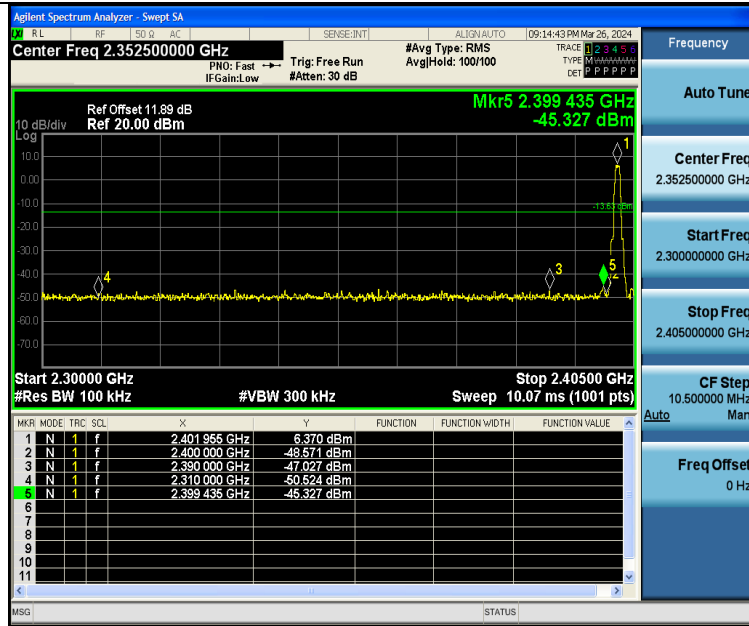 Agilent Spectrum Analyzer - Swept SA
LXI RL RF 50 Ω AC SENSE:INT ALIGN AUTO 09:14:43 PM Mar 26, 2024
Center Freq 2.352500000 GHz
#Avg Type: RMS
TRACE 1 2 3 4 5 6
PNO: Fast Trig: Free Run Avg|Hold: 100/100
TYPE M
IFGain:Low #Atten: 30 dB
DET P P P P P P
Ref Offset 11.89 dB
Mkr5 2.399 435 GHz
10 dB/div Ref 20.00 dBm -45.327 dBm
Log
10.0
0.00
-10.0
-20.0
-30.0
-40.0
-50.0
-60.0
-70.0
1
-13.63 dBm
3
5
2
4
Start 2.30000 GHz Stop 2.40500 GHz
#Res BW 100 kHz #VBW 300 kHz Sweep 10.07 ms (1001 pts)
MKR MODE TRC SCL X Y FUNCTION FUNCTION WIDTH FUNCTION VALUE
1 N 1 f 2.401 955 GHz 6.370 dBm
2 N 1 f 2.400 000 GHz -48.571 dBm
3 N 1 f 2.390 000 GHz -47.027 dBm
4 N 1 f 2.310 000 GHz -50.524 dBm
5 N 1 f 2.399 435 GHz -45.327 dBm
6
7
8
9
10
11
MSG STATUS
Frequency
Auto Tune
Center Freq
2.352500000 GHz
Start Freq
2.300000000 GHz
Stop Freq
2.405000000 GHz
CF Step
10.500000 MHz
Auto Man
Freq Offset
0 Hz